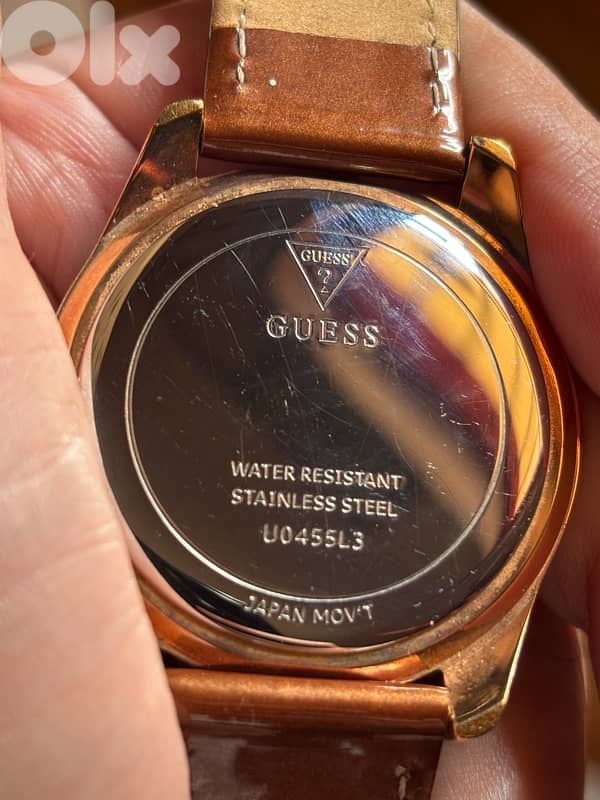 Olx
GUESS
?
GUESS
WATER RESISTANT
STAINLESS STEEL
U0455L3
JAPAN MOV'T